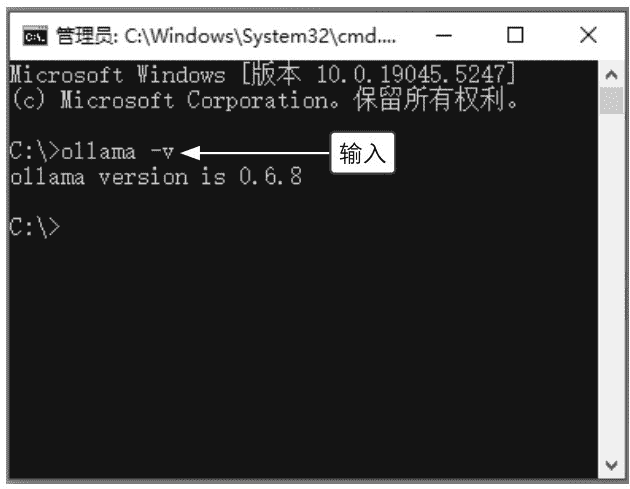 管理员: C:\Windows\System32\cmd....
Microsoft Windows [版本 10.0.19045.5247]
(c) Microsoft Corporation。保留所有权利。
C:\>ollama -v
输入
ollama version is 0.6.8
C:\>